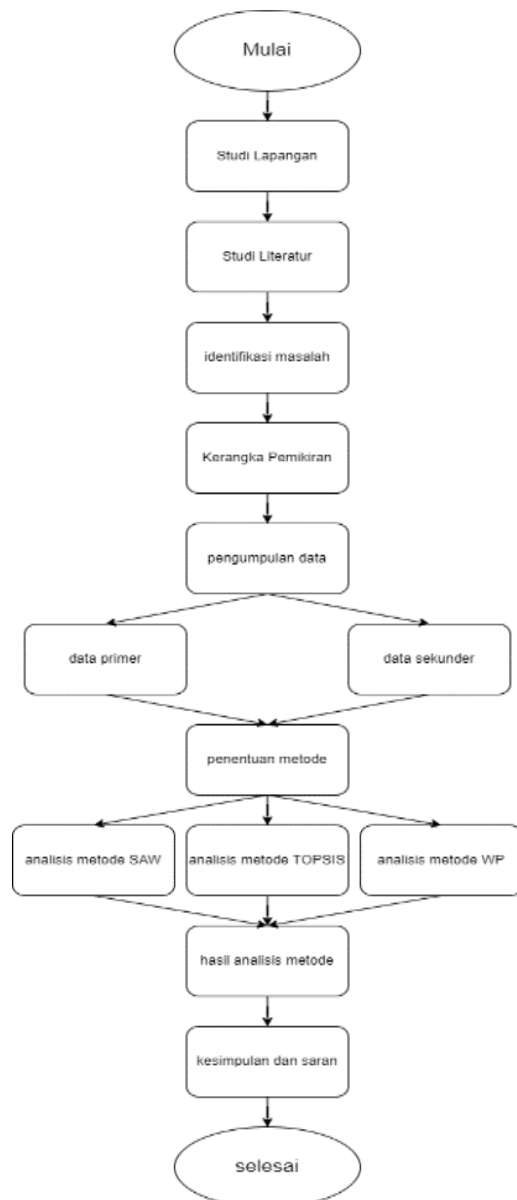 Mulai
Studi Lapangan
Studi Literatur
identifikasi masalah
Kerangka Pemikiran
pengumpulan data
data primer
data sekunder
penentuan metode
analisis metode SAW
analisis metode TOPSIS
analisis metode WP
hasil analisis metode
kesimpulan dan saran
selesai